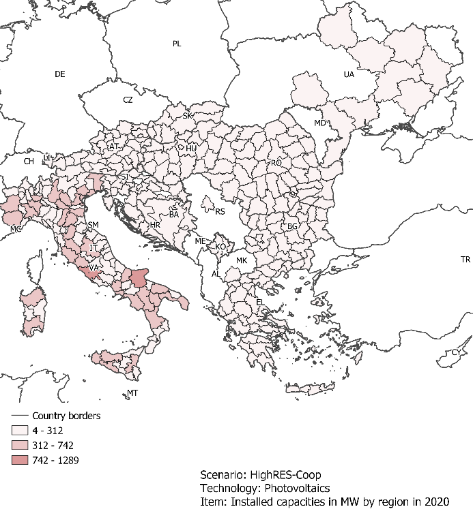 PL
DE
UA
CZ
SK
MD
AT
HU
CH
RO
SI
HR
BA
RS
MC
SM
BG
ME
KO
VA
MK
AL
TR
EL
CY
MT
Country borders
4 - 312
312 - 742
742 - 1289
Scenario: HighRES-Coop
Technology: Photovoltaics
Item: Installed capacities in MW by region in 2020